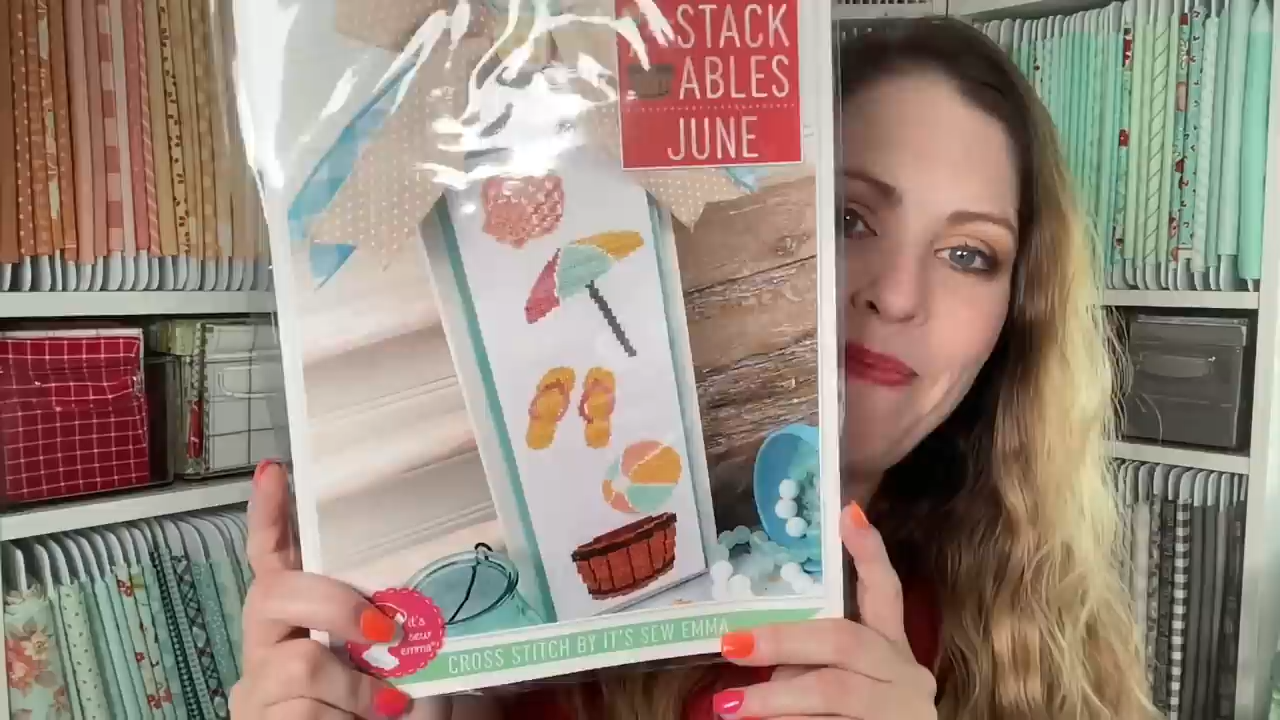 STACK
ABLES
JUNE
it's
sew
emma
CROSS STITCH BY IT'S SEW EMMA